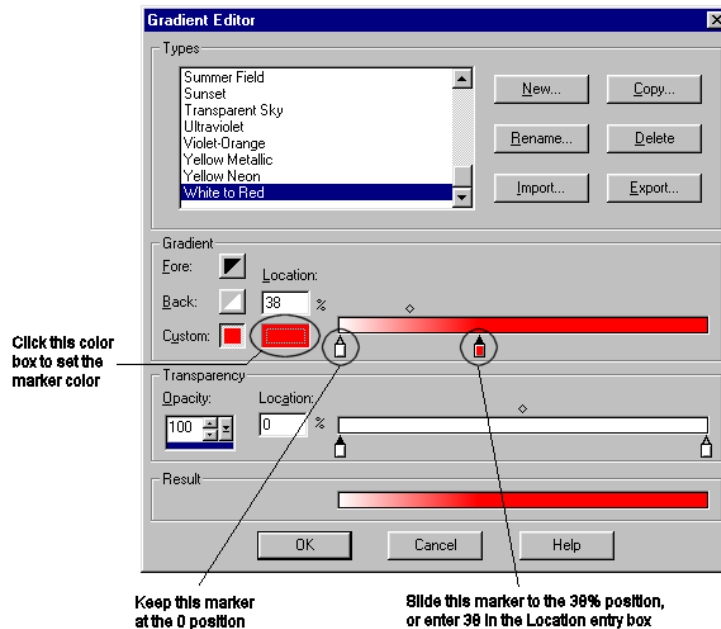 Gradient Editor
Types
Summer Field
Sunset
Transparent Sky
Ultraviolet
Violet-Orange
Yellow Metallic
Yellow Neon
White to Red
New...
Copy...
Rename...
Delete
Import...
Export...
Gradient
Fore:
Location:
Back:
38 %
Custom:
Click this color
box to set the
marker color
Transparency
Opacity:
Location:
100
0 %
Result
OK
Cancel
Help
Keep this marker
at the 0 position
Slide this marker to the 38% position,
or enter 38 in the Location entry box